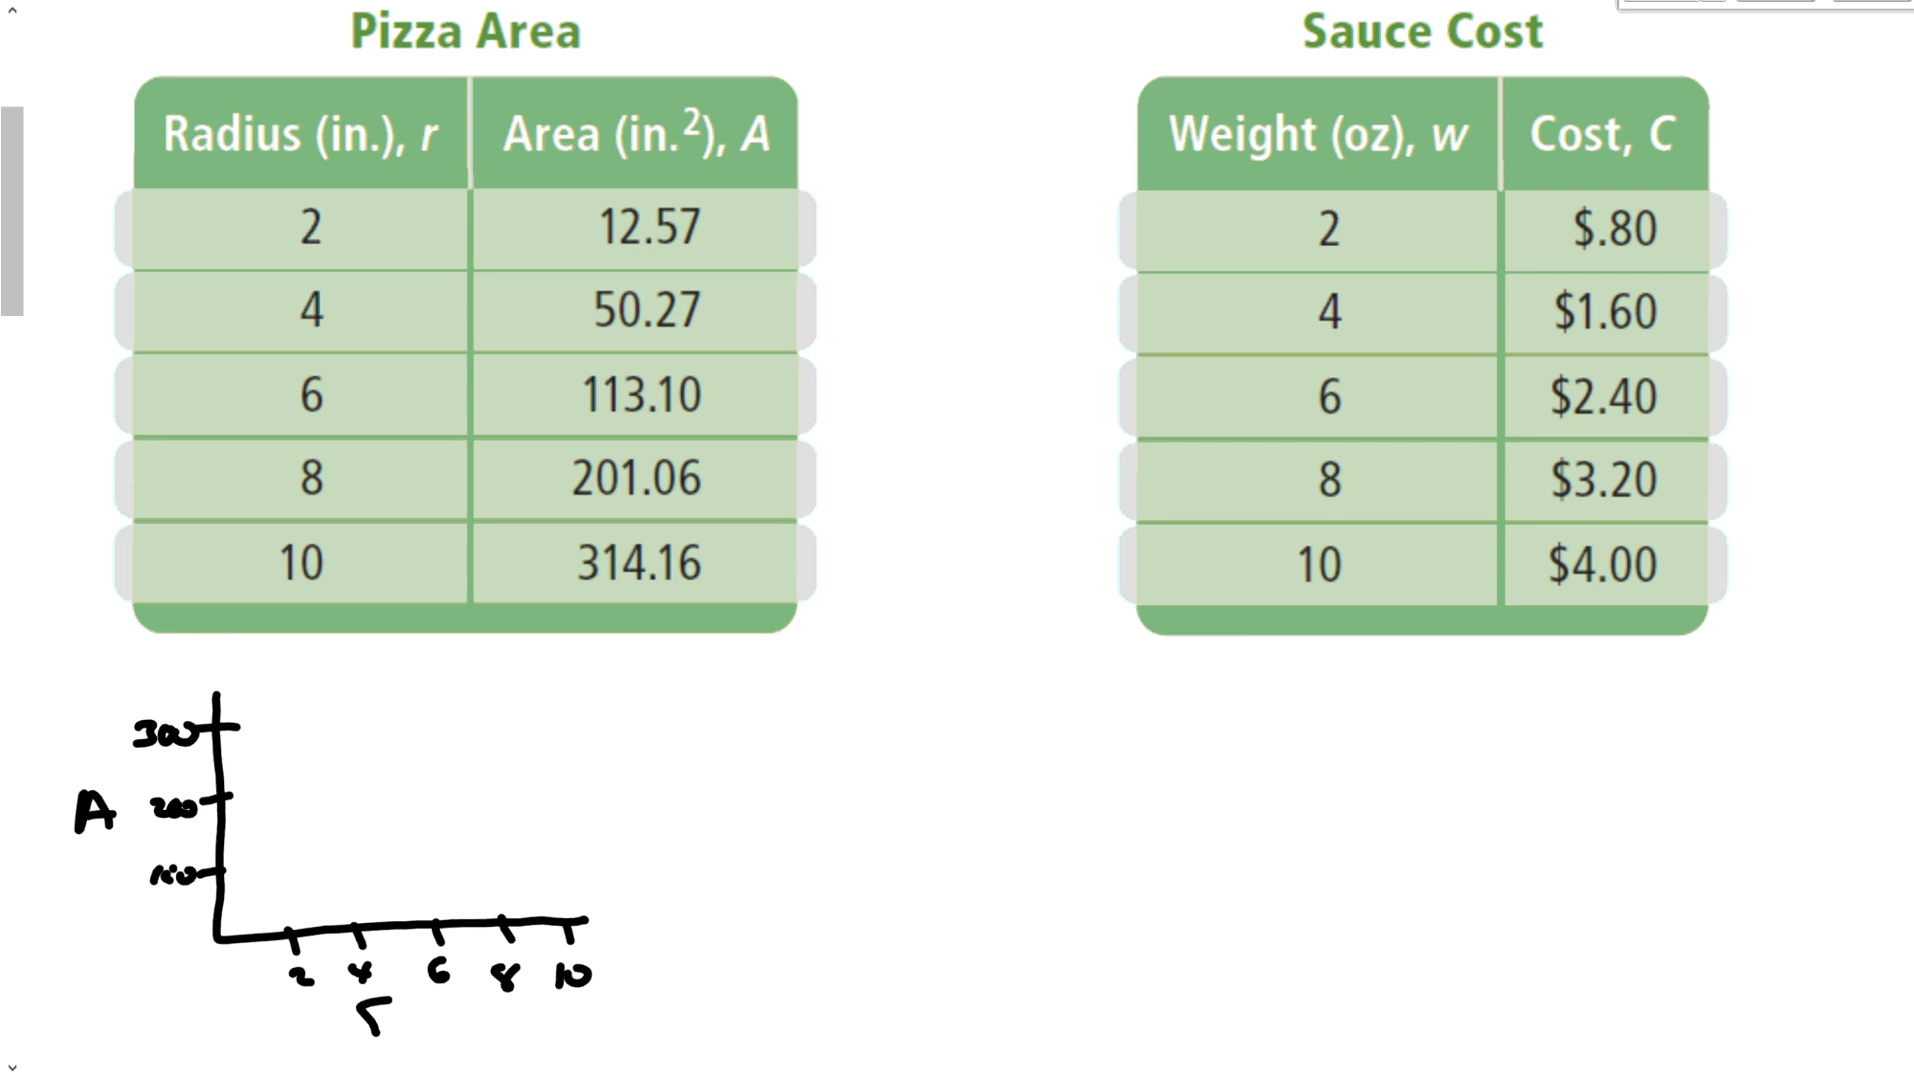 Pizza Area
Radius (in.), r Area (in.²), A
2 12.57
4 50.27
6 113.10
8 201.06
10 314.16
Sauce Cost
Weight (oz), w Cost, C
2 $.80
4 $1.60
6 $2.40
8 $3.20
10 $4.00
300
A 200
100
2 4 6 8 10
r